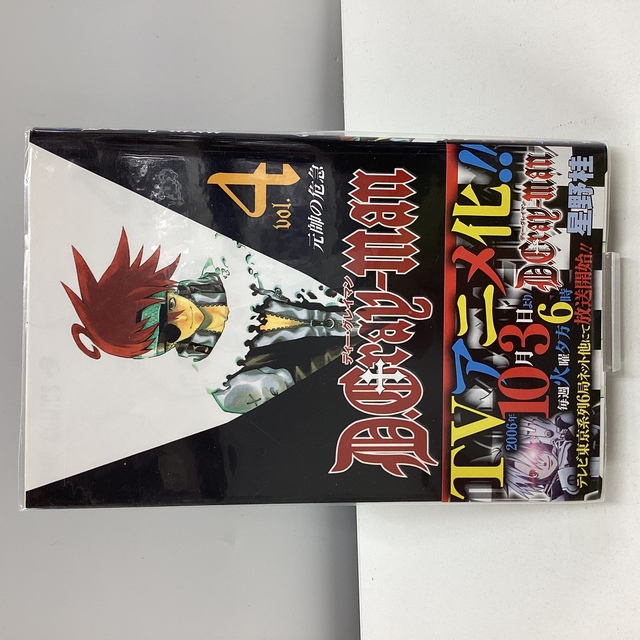 4
vol.
元帥の危急
ディー・グレイマン
D.Gray-man
TVアニメ化!!
D.Gray-man
星野桂
2006年
10月3日より
毎週火曜夕方6時
テレビ東京系列6局ネット他にて放送開始!!